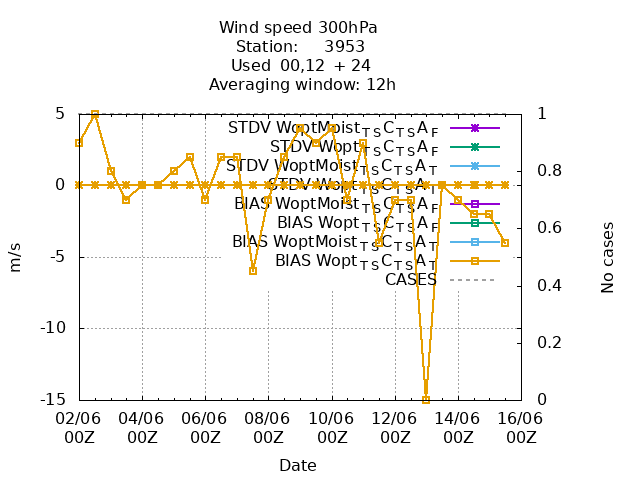 Wind speed 300hPa
Station: 3953
Used 00,12 + 24
Averaging window: 12h
5
0
-5
-10
-15
m/s
1
0.8
0.6
0.4
0.2
0
No cases
STDV WoptMoist_TS C_TS A_F
STDV Wopt_TS C_TS A_F
STDV WoptMoist_TS C_TS A_T
STDV Wopt_TS C_TS A_T
BIAS WoptMoist_TS C_TS A_F
BIAS Wopt_TS C_TS A_F
BIAS WoptMoist_TS C_TS A_T
BIAS Wopt_TS C_TS A_T
CASES
02/06 04/06 06/06 08/06 10/06 12/06 14/06 16/06
00Z 00Z 00Z 00Z 00Z 00Z 00Z 00Z
Date